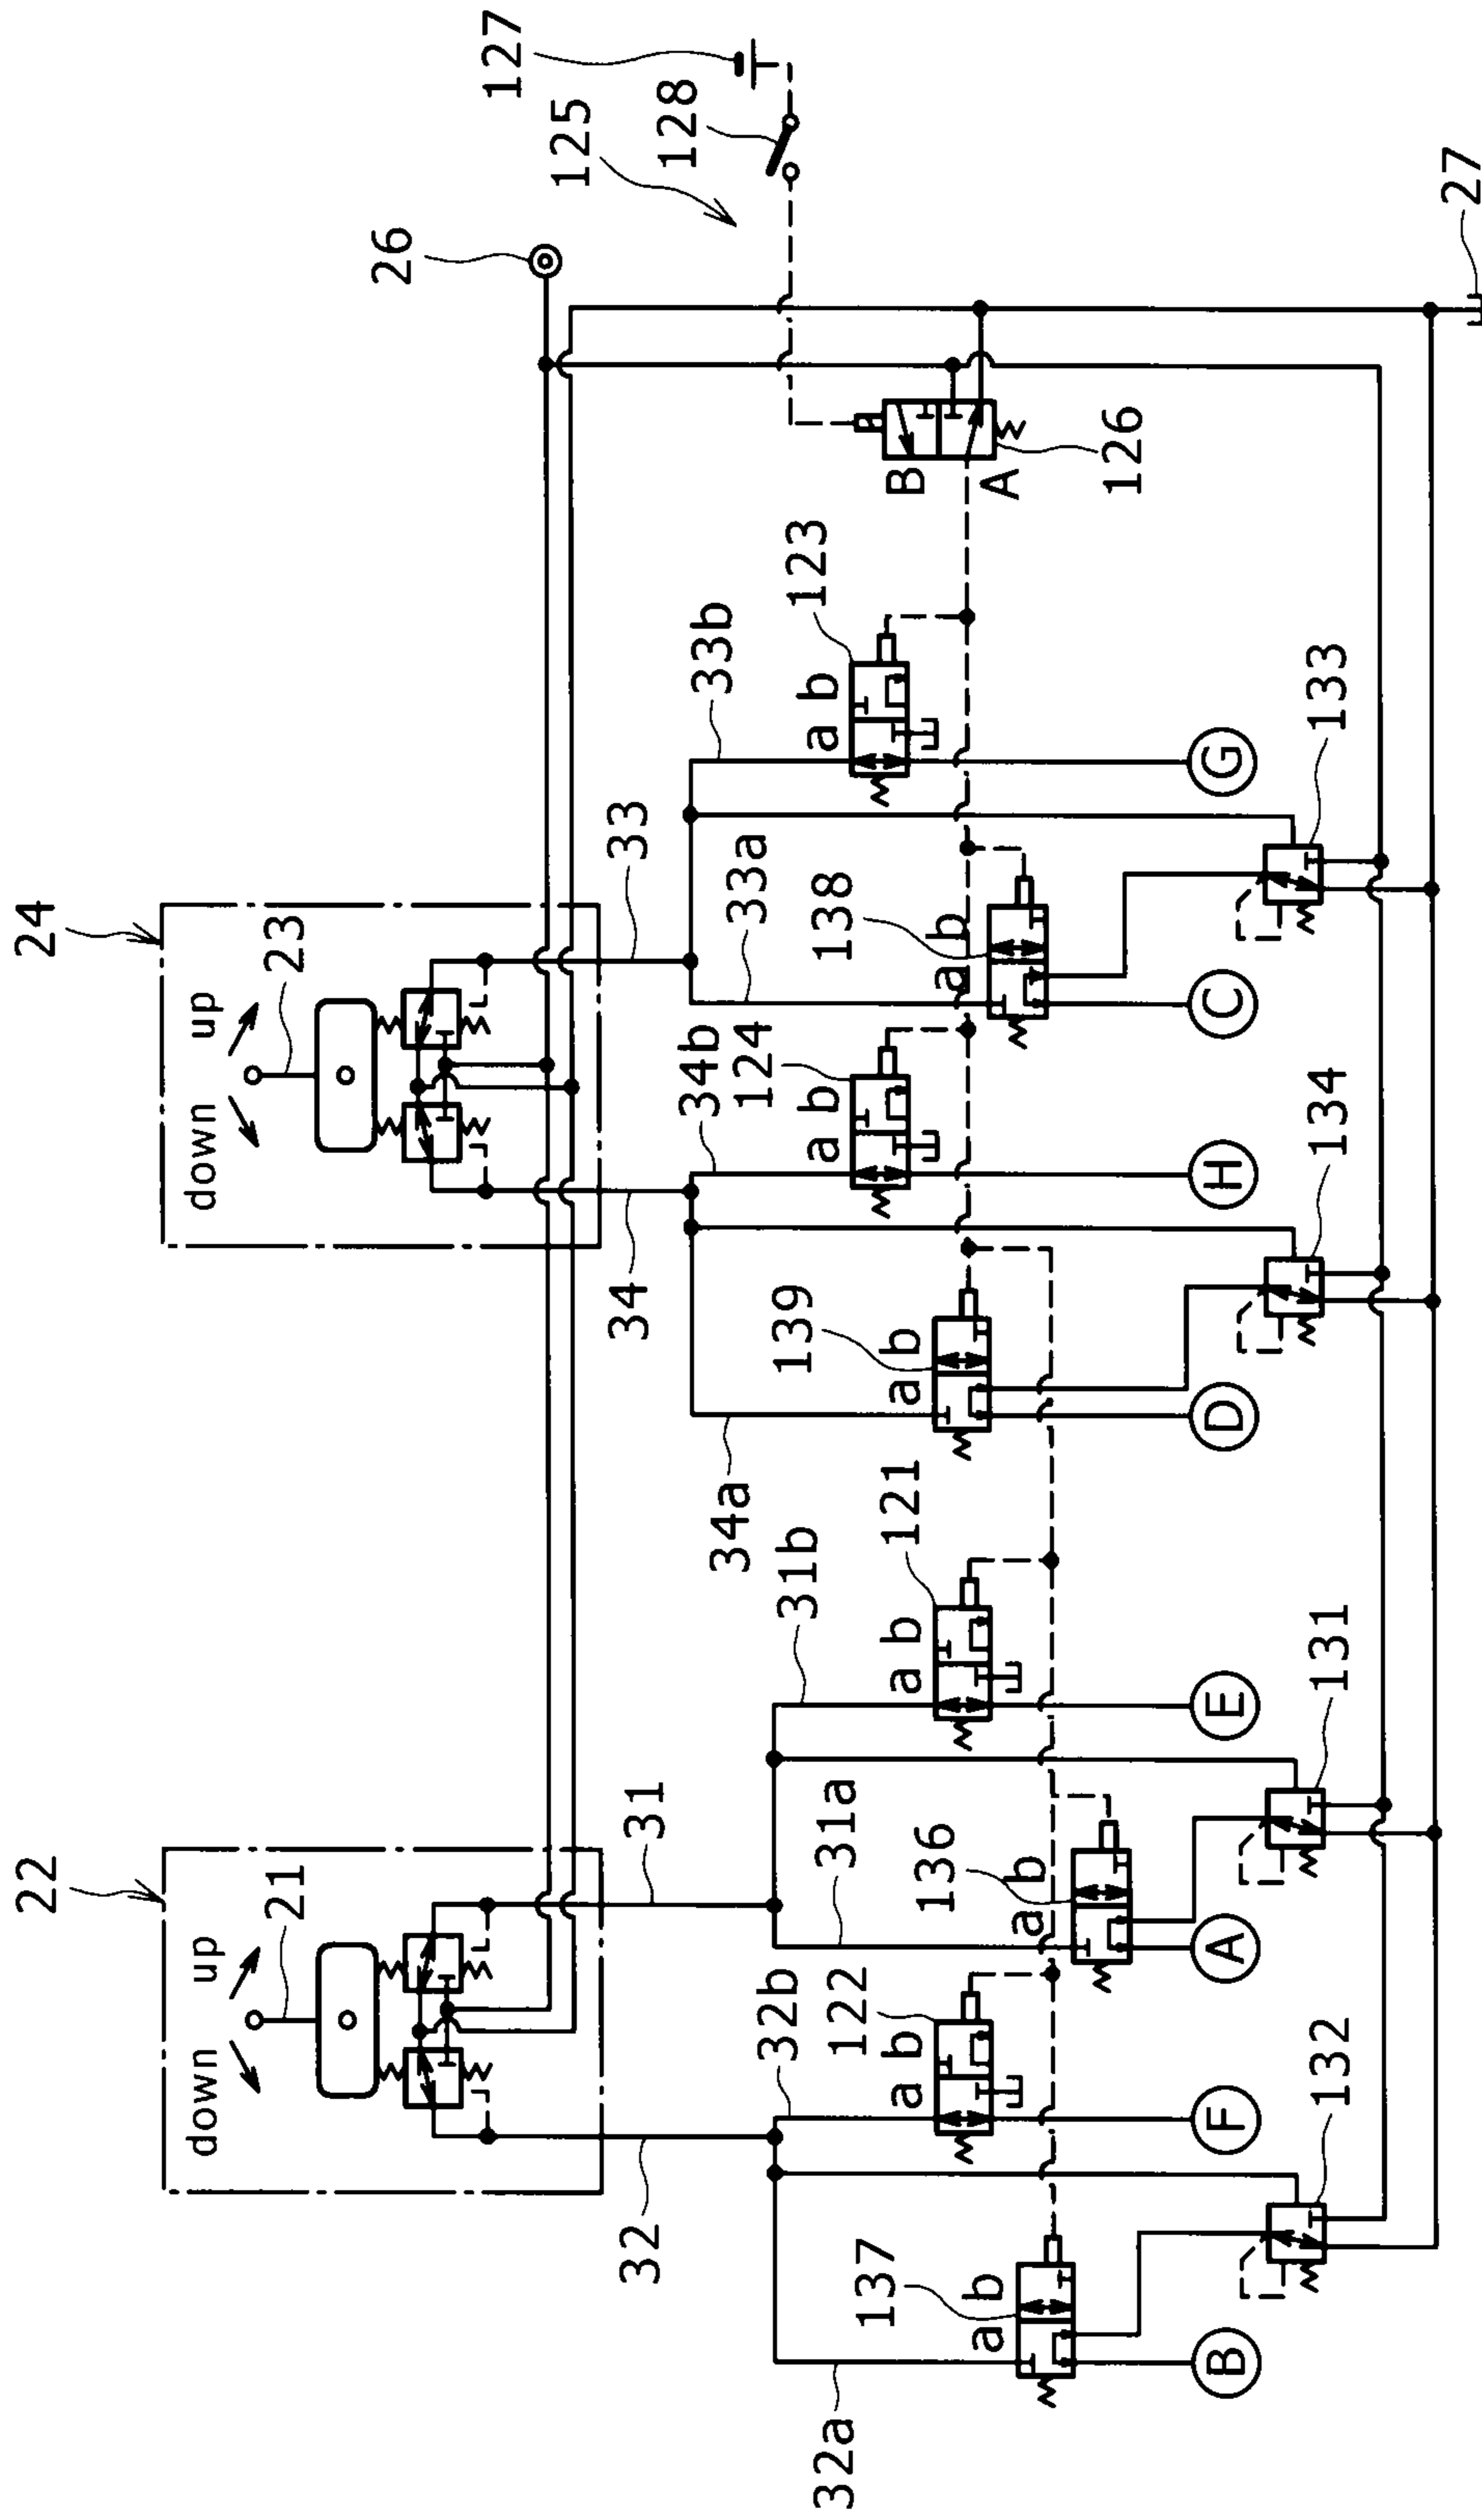 22
24
down up
21
down up
23
26
127
125
128
32
31
34
33
32a
32b
31a
31b
34a
34b
33a
33b
137
a b
122
a b
136
a b
121
a b
139
a b
124
a b
138
a b
123
a b
B
A
126
B
F
A
E
D
H
C
G
132
131
134
133
27